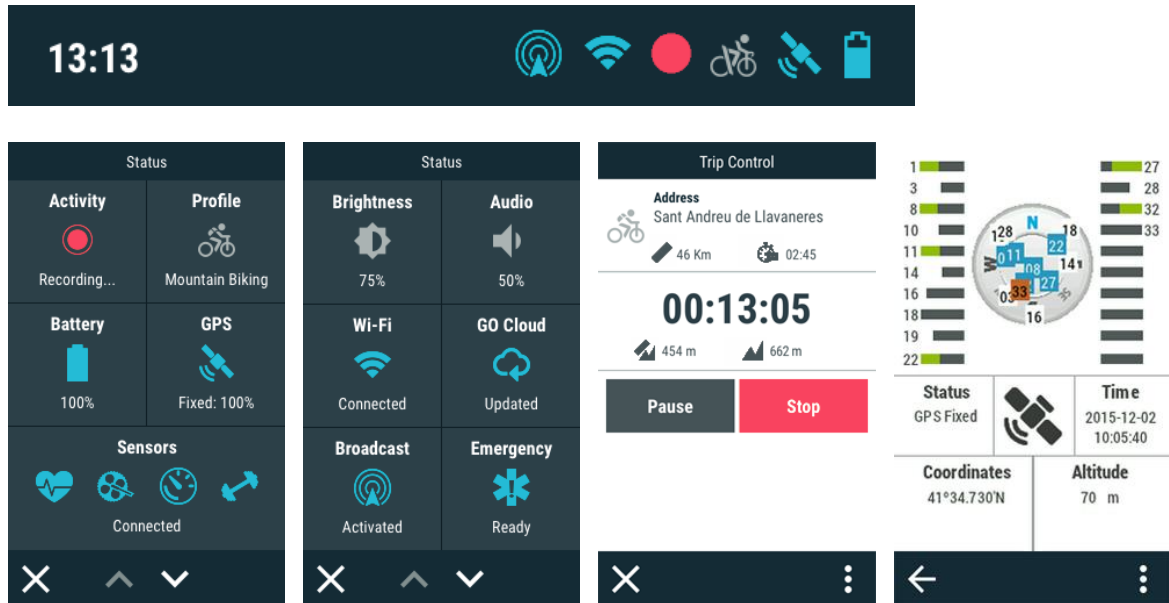 13:13
Status
Activity Profile
Recording... Mountain Biking
Battery GPS
100% Fixed: 100%
Sensors
Connected
Status
Brightness Audio
75% 50%
Wi-Fi GO Cloud
Connected Updated
Broadcast Emergency
Activated Ready
Trip Control
Address
Sant Andreu de Llavaneres
46 Km 02:45
00:13:05
454 m 662 m
Pause Stop
1 27
3 28
8 32
10 33
11
14
16
18
19
22
N
18
22
11
08
27
33
16
35
Status Time
GPS Fixed 2015-12-02
10:05:40
Coordinates Altitude
41°34.730'N 70 m